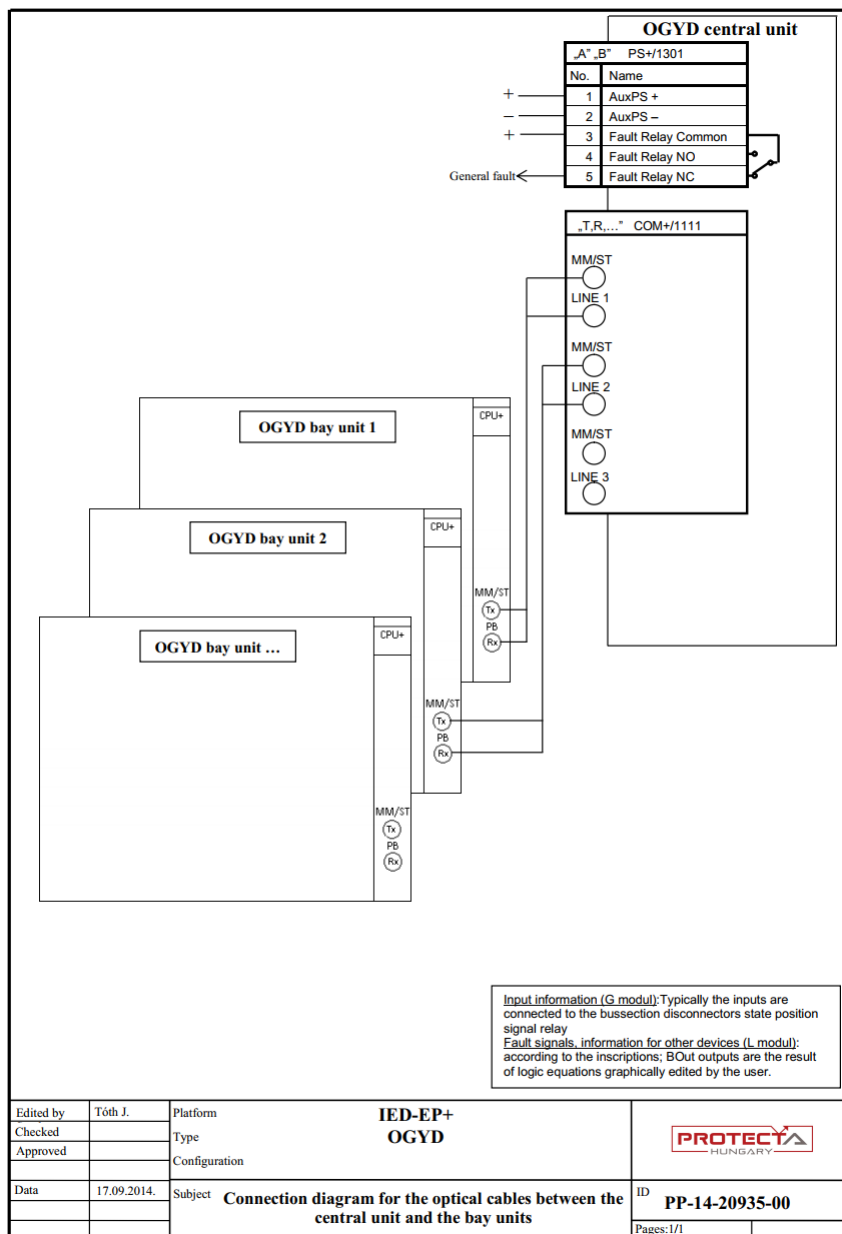 OGYD central unit
„A” „B” PS+/1301
No. Name
+ 1 AuxPS +
– 2 AuxPS –
+ 3 Fault Relay Common
4 Fault Relay NO
General fault 5 Fault Relay NC
„T,R,...” COM+/1111
MM/ST
LINE 1
MM/ST
LINE 2
MM/ST
LINE 3
OGYD bay unit 1
CPU+
MM/ST
Tx
PB
Rx
OGYD bay unit 2
CPU+
MM/ST
Tx
PB
Rx
OGYD bay unit …
CPU+
MM/ST
Tx
PB
Rx
Input information (G modul):Typically the inputs are
connected to the bussection disconnectors state position
signal relay
Fault signals, information for other devices (L modul):
according to the inscriptions; BOut outputs are the result
of logic equations graphically edited by the user.
Edited by Tóth J.
Checked
Approved
Data 17.09.2014.
Platform IED-EP+
Type OGYD
Configuration
Subject Connection diagram for the optical cables between the
central unit and the bay units
PROTECTA
HUNGARY
ID PP-14-20935-00
Pages:1/1